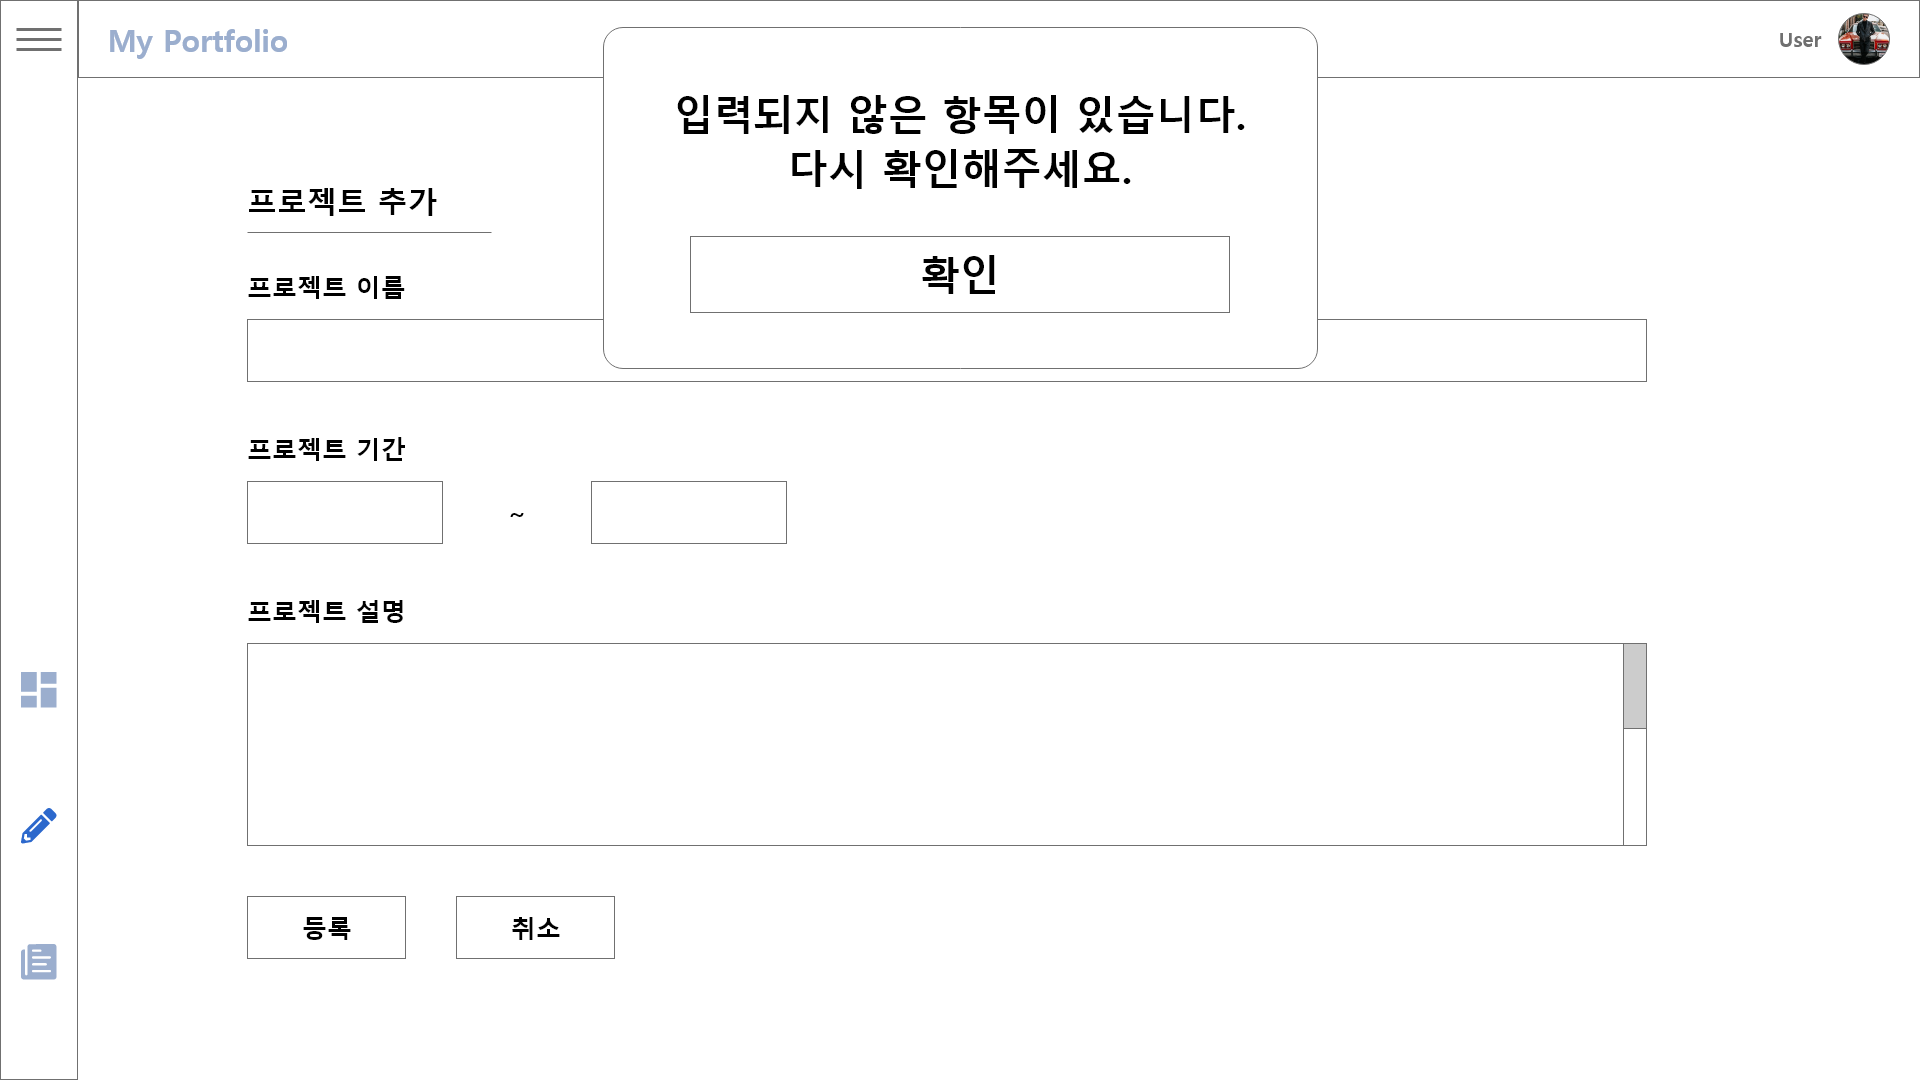 My Portfolio
User
입력되지 않은 항목이 있습니다.
다시 확인해주세요.
확인
프로젝트 추가
프로젝트 이름
프로젝트 기간
~
프로젝트 설명
등록
취소